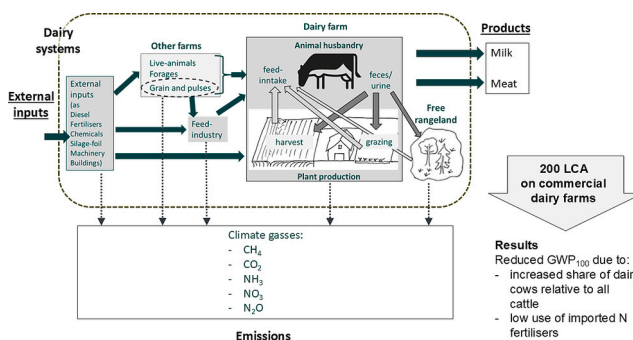 Dairy farm
Products
Dairy
systems
Other farms
Animal husbandry
Live-animals
Forages
Grain and pulses
feed-
inntake
feces/
urine
Milk
Meat
External
inputs
External
inputs
(as
Diesel
Fertilisers
Chemicals
Silage-foil
Machinery
Buildings)
Feed-
industry
Free
rangeland
harvest
grazing
Plant production
200 LCA
on commercial
dairy farms
Climate gasses:
- CH₄
- CO₂
- NH₃
- NO₃
- N₂O
Emissions
Results
Reduced GWP₁₀₀ due to:
- increased share of dair
cows relative to all
cattle
- low use of imported N
fertilisers